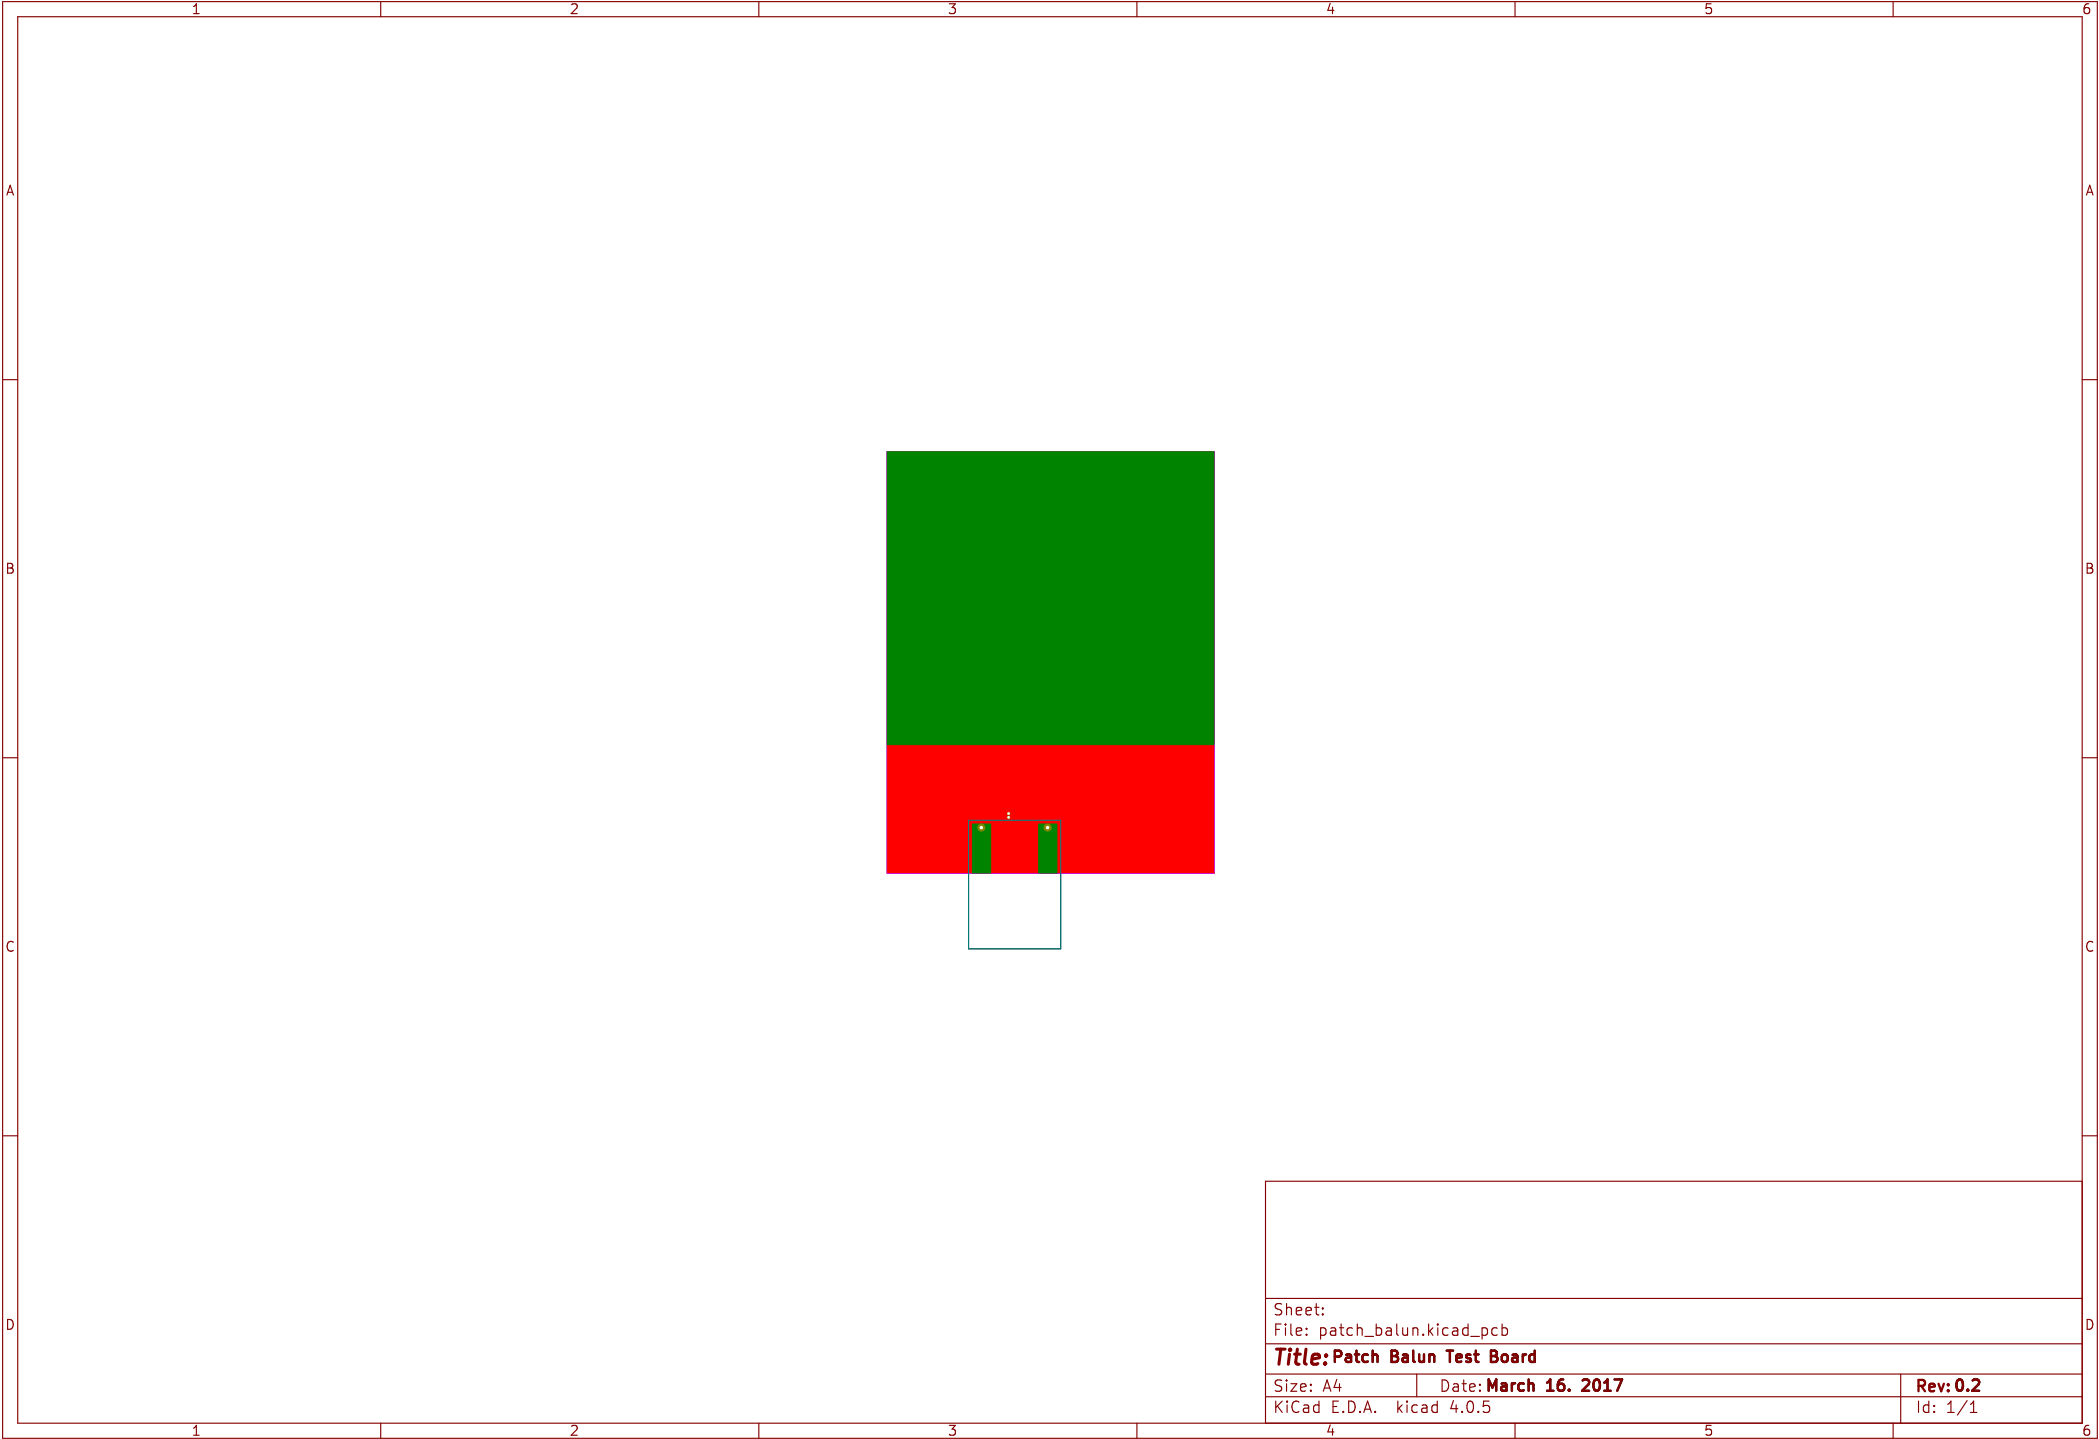 1 2 3 4 5 6
A A
B B
C C
D D
Sheet:
File: patch_balun.kicad_pcb
Title: Patch Balun Test Board
Size: A4 Date: March 16. 2017 Rev: 0.2
KiCad E.D.A. kicad 4.0.5 Id: 1/1
1 2 3 4 5 6